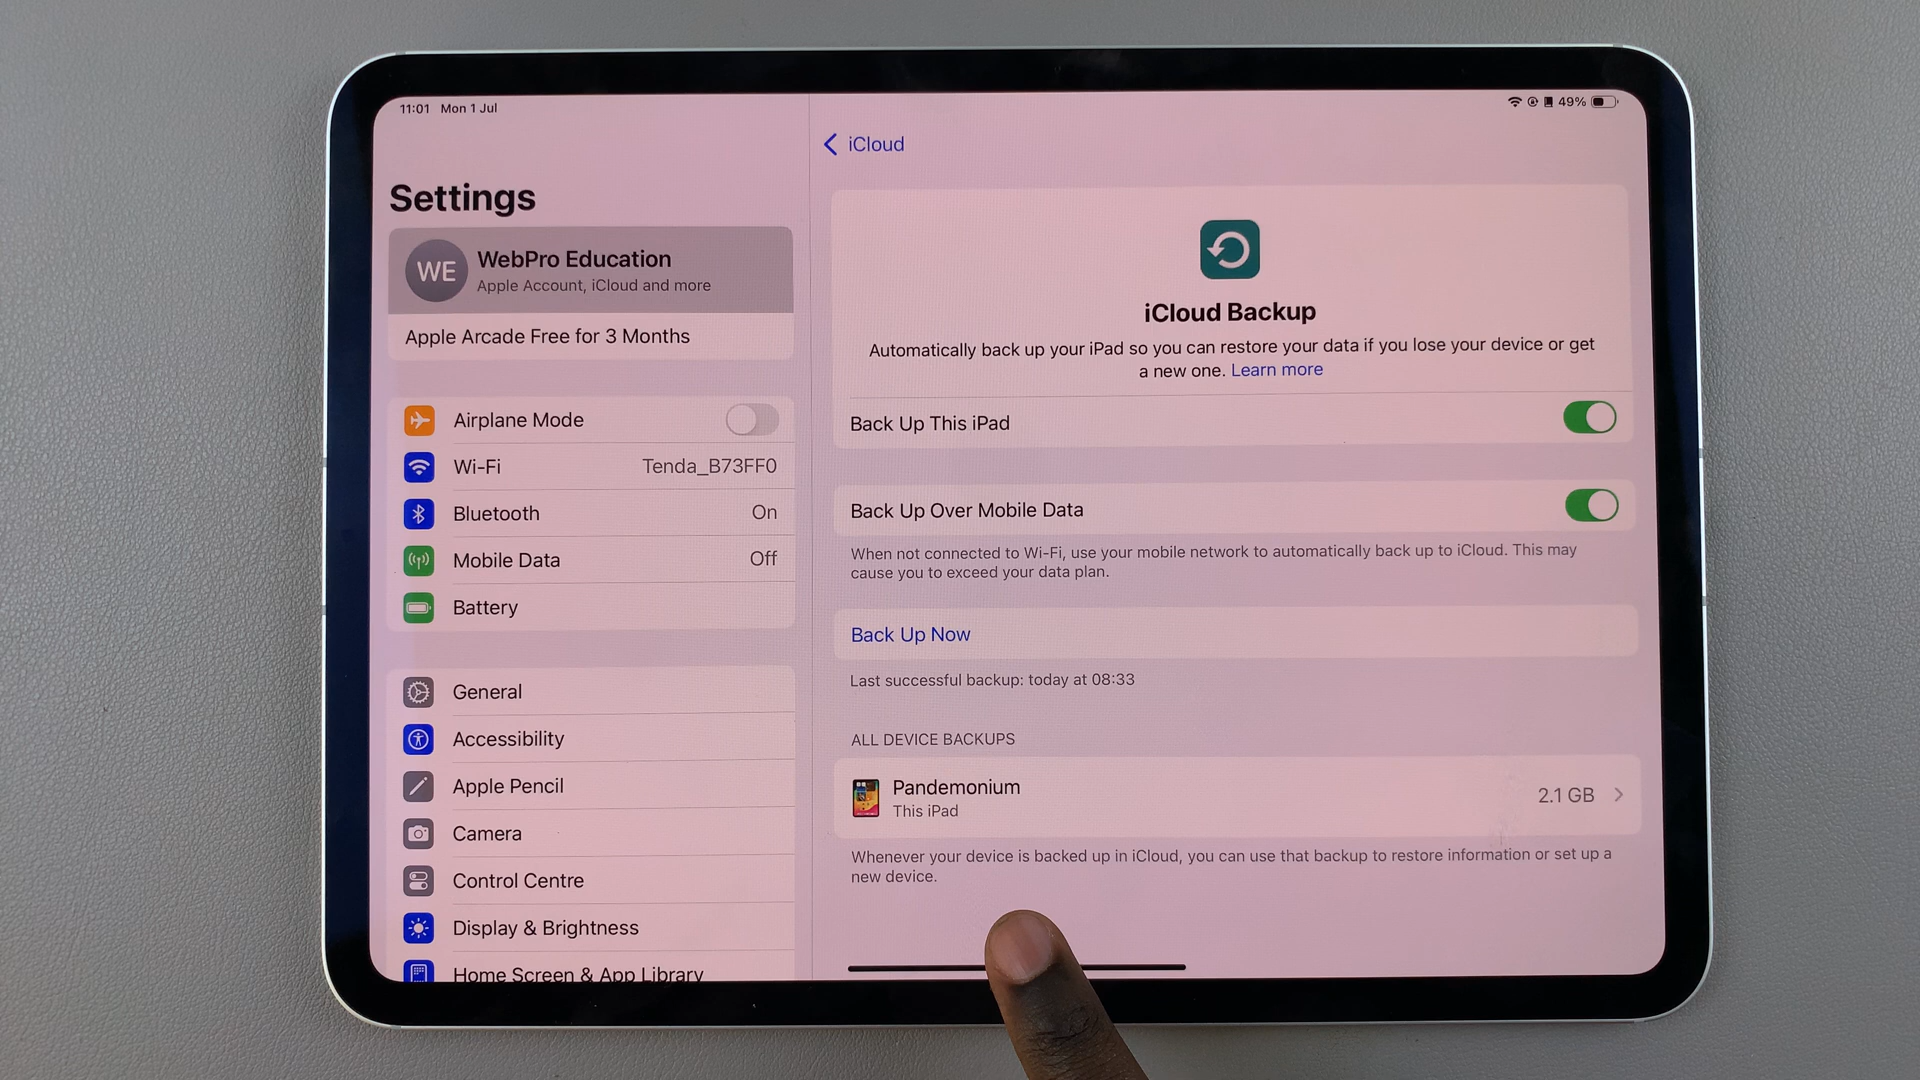 11:01 Mon 1 Jul
49%
Settings
WE
WebPro Education
Apple Account, iCloud and more
Apple Arcade Free for 3 Months
Airplane Mode
Wi-Fi Tenda_B73FF0
Bluetooth On
Mobile Data Off
Battery
General
Accessibility
Apple Pencil
Camera
Control Centre
Display & Brightness
Home Screen & App Library
iCloud
iCloud Backup
Automatically back up your iPad so you can restore your data if you lose your device or get
a new one. Learn more
Back Up This iPad
Back Up Over Mobile Data
When not connected to Wi-Fi, use your mobile network to automatically back up to iCloud. This may
cause you to exceed your data plan.
Back Up Now
Last successful backup: today at 08:33
ALL DEVICE BACKUPS
Pandemonium
This iPad
2.1 GB
Whenever your device is backed up in iCloud, you can use that backup to restore information or set up a
new device.